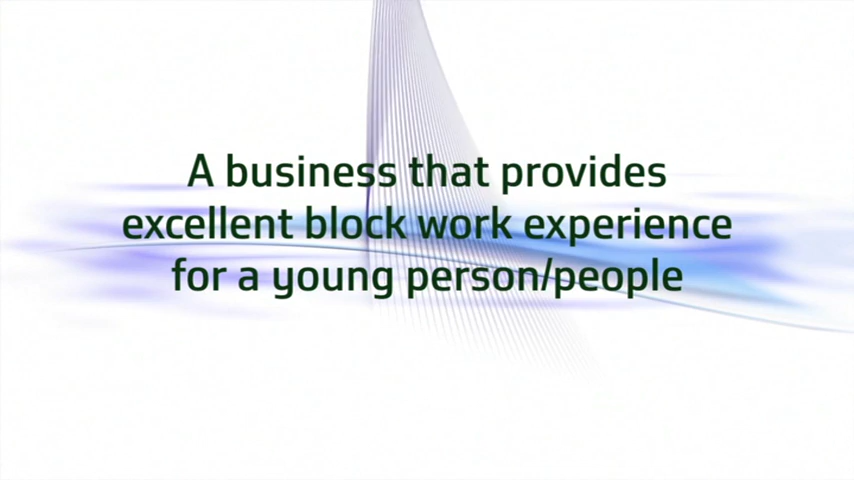 A business that provides
excellent block work experience
for a young person/people